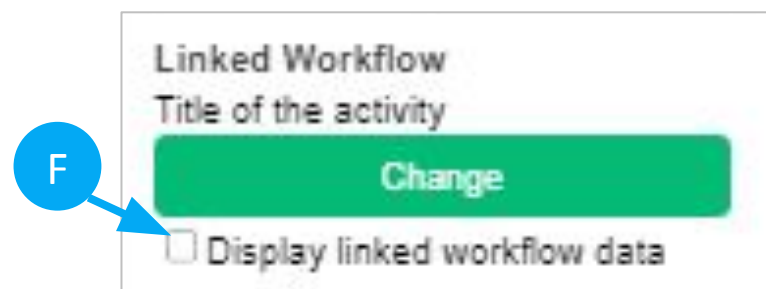 Linked Workflow
Title of the activity
F
Change
Display linked workflow data